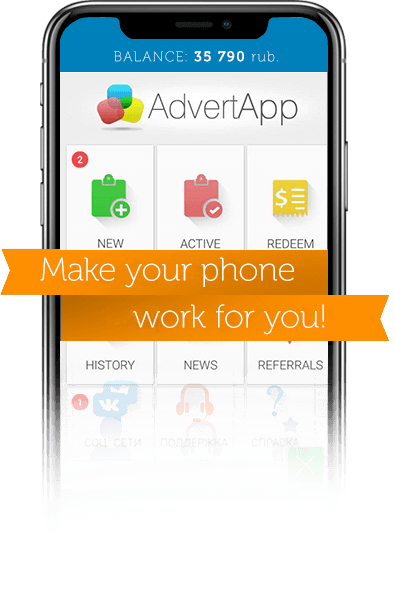 BALANCE: 35 790 rub.
AdvertApp
2
NEW
ACTIVE
REDEEM
Make your phone
work for you!
HISTORY
NEWS
REFERRALS
1
СОЦ. СЕТИ
ПОДДЕРЖКА
СПРАВКА